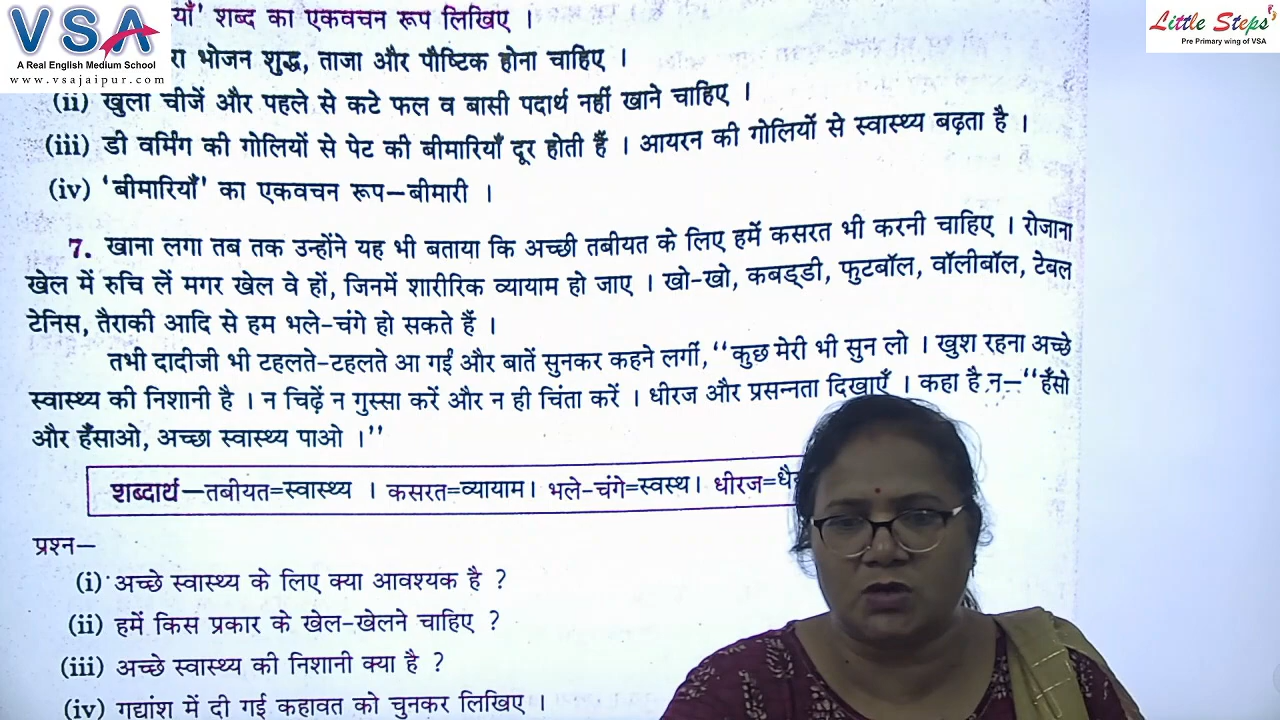 VSA
A Real English Medium School
www.vsajaipur.com
Little Steps
Pre Primary wing of VSA
याँ' शब्द का एकवचन रूप लिखिए ।
रा भोजन शुद्ध, ताजा और पौष्टिक होना चाहिए ।
(ii) खुली चीजें और पहले से कटे फल व बासी पदार्थ नहीं खाने चाहिए ।
(iii) डी वर्मिंग की गोलियों से पेट की बीमारियाँ दूर होती हैं । आयरन की गोलियों से स्वास्थ्य बढ़ता है ।
(iv) 'बीमारियाँ' का एकवचन रूप—बीमारी ।
7. खाना लगा तब तक उन्होंने यह भी बताया कि अच्छी तबीयत के लिए हमें कसरत भी करनी चाहिए । रोजाना
खेल में रुचि लें मगर खेल वे हों, जिनमें शारीरिक व्यायाम हो जाए । खो-खो, कबड्डी, फुटबॉल, वॉलीबॉल, टेबल
टेनिस, तैराकी आदि से हम भले-चंगे हो सकते हैं ।
तभी दादीजी भी टहलते-टहलते आ गईं और बातें सुनकर कहने लगीं, "कुछ मेरी भी सुन लो । खुश रहना अच्छे
स्वास्थ्य की निशानी है । न चिढ़ें न गुस्सा करें और न ही चिंता करें । धीरज और प्रसन्नता दिखाएँ । कहा है न—"हँसो
और हँसाओ, अच्छा स्वास्थ्य पाओ ।"
शब्दार्थ—तबीयत=स्वास्थ्य । कसरत=व्यायाम। भले-चंगे=स्वस्थ। धीरज=
प्रश्न—
(i) अच्छे स्वास्थ्य के लिए क्या आवश्यक है ?
(ii) हमें किस प्रकार के खेल-खेलने चाहिए ?
(iii) अच्छे स्वास्थ्य की निशानी क्या है ?
(iv) गद्यांश में दी गई कहावत को चुनकर लिखिए ।